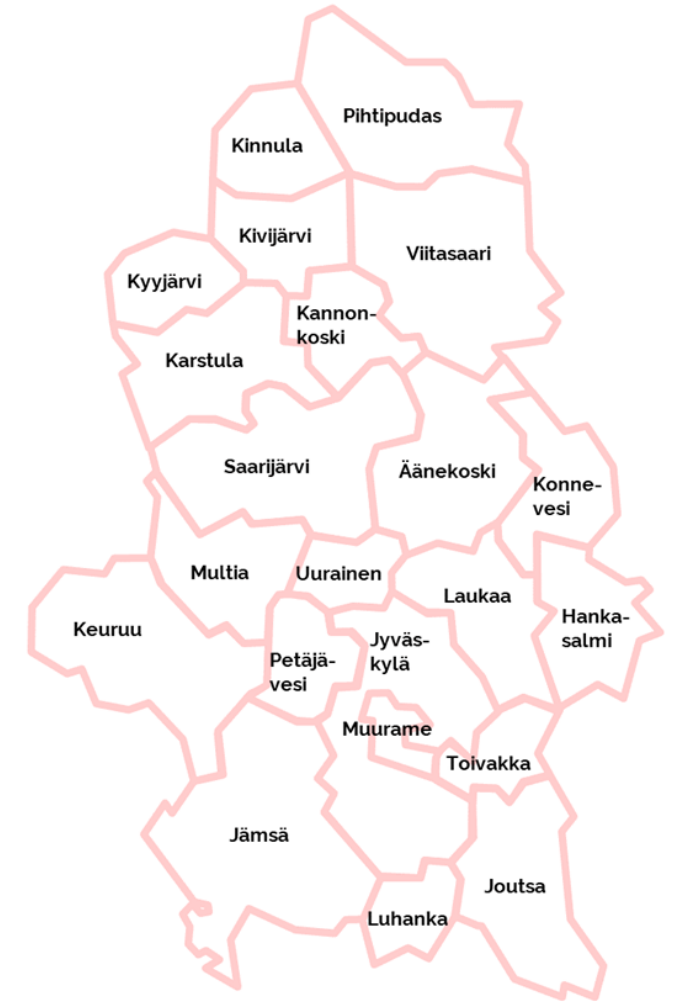 Pihtipudas
Kinnula
Kivijärvi
Viitasaari
Kyyjärvi
Kannon-
koski
Karstula
Saarijärvi
Äänekoski
Konne-
vesi
Multia
Uurainen
Laukaa
Hanka-
salmi
Keuruu
Jyväs-
kylä
Petäjä-
vesi
Muurame
Toivakka
Jämsä
Joutsa
Luhanka